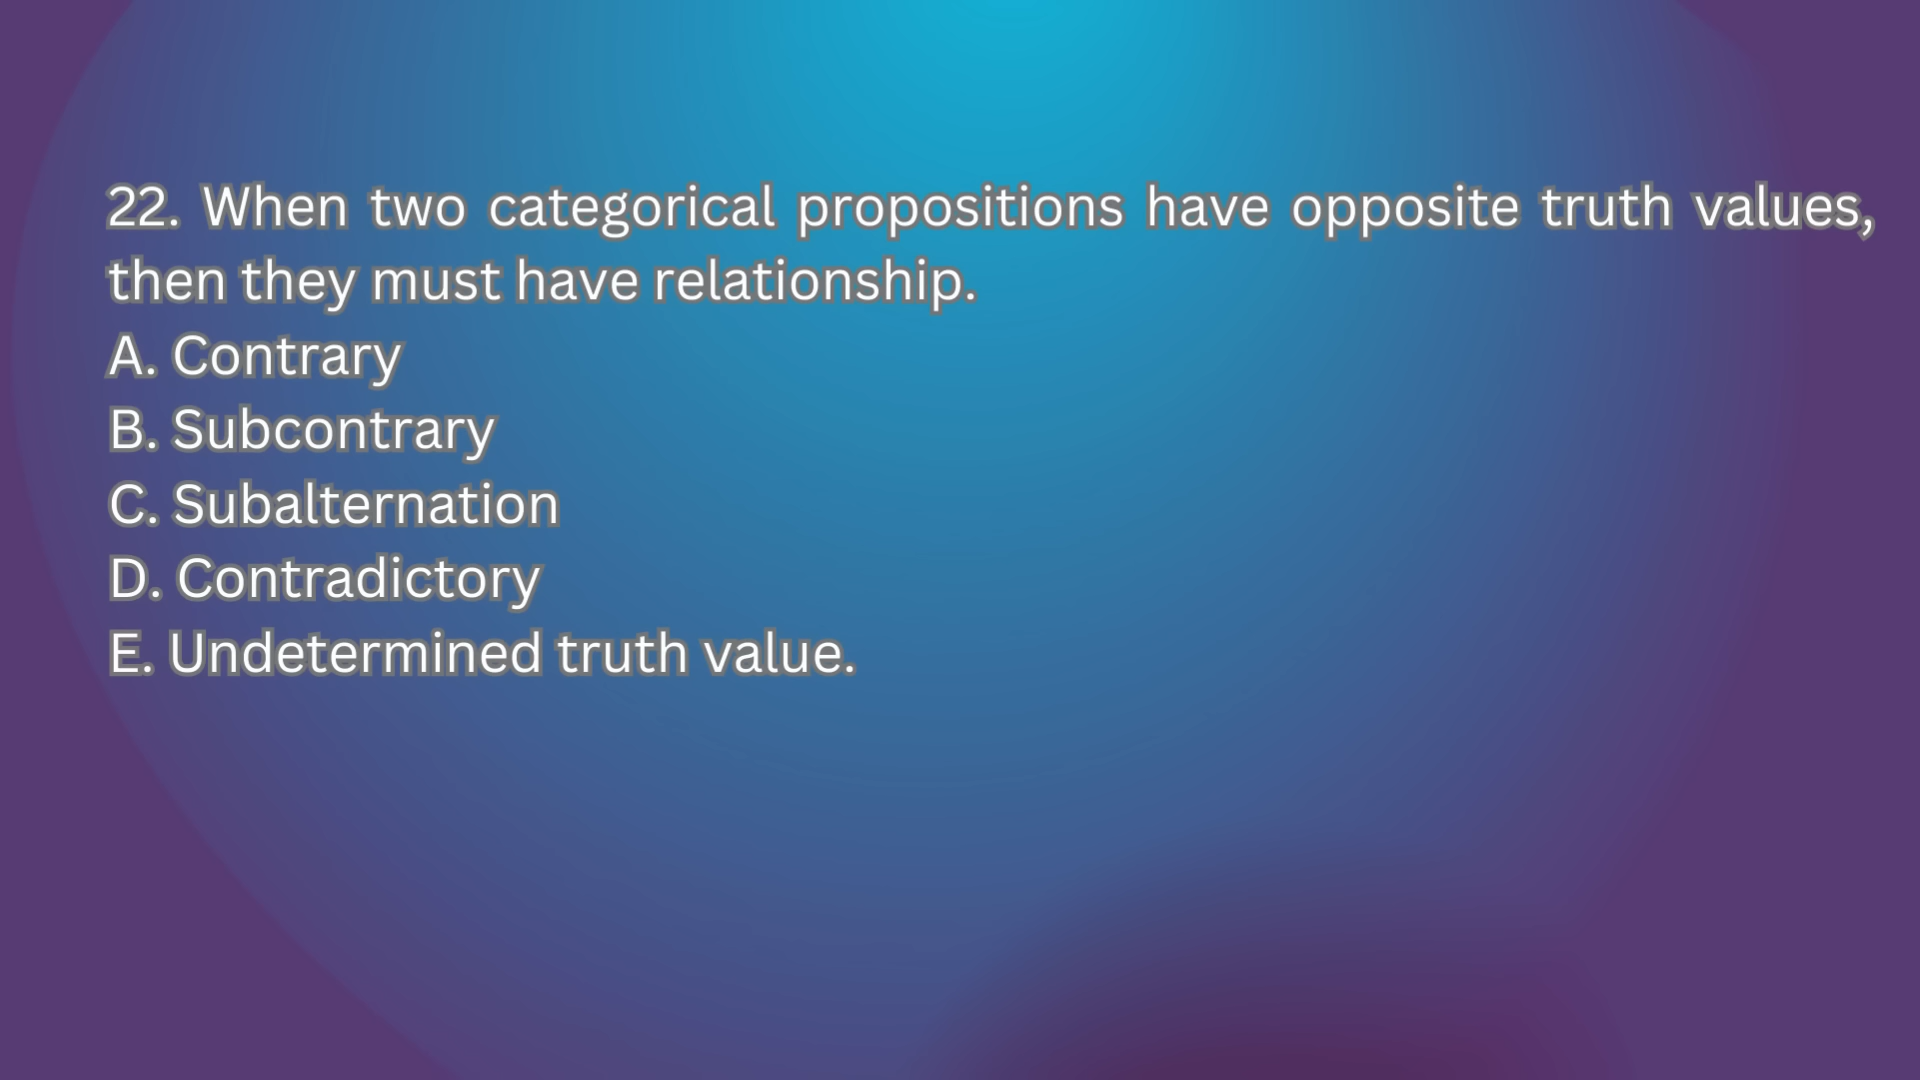 22. When two categorical propositions have opposite truth values,
then they must have relationship.
A. Contrary
B. Subcontrary
C. Subalternation
D. Contradictory
E. Undetermined truth value.